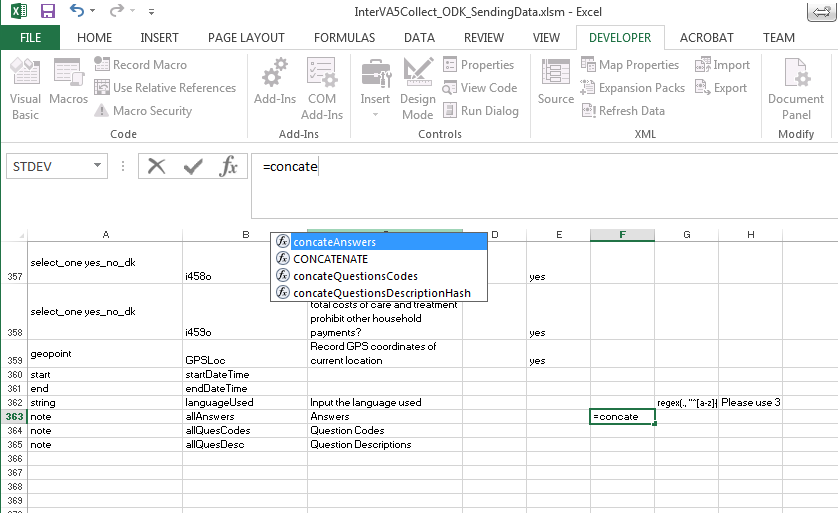 InterVA5Collect_ODK_SendingData.xlsm - Excel
FILE HOME INSERT PAGE LAYOUT FORMULAS DATA REVIEW VIEW DEVELOPER ACROBAT TEAM
Visual Basic
Macros
Record Macro
Use Relative References
Macro Security
Code
Add-Ins
COM Add-Ins
Add-Ins
Insert
Design Mode
Properties
View Code
Run Dialog
Controls
Source
Map Properties
Expansion Packs
Refresh Data
Import
Export
XML
Document Panel
Modify
STDEV fx =concate
A B D E F G H
fx concateAnswers
fx CONCATENATE
fx concateQuestionsCodes
fx concateQuestionsDescriptionHash
357 select_one yes_no_dk i458o yes
total costs of care and treatment
prohibit other household
358 select_one yes_no_dk i459o payments? yes
Record GPS coordinates of
359 geopoint GPSLoc current location yes
360 start startDateTime
361 end endDateTime
362 string languageUsed Input the language used regex(., "^[a-z]{ Please use 3
363 note allAnswers Answers =concate
364 note allQuesCodes Question Codes
365 note allQuesDesc Question Descriptions
366
367
368
369